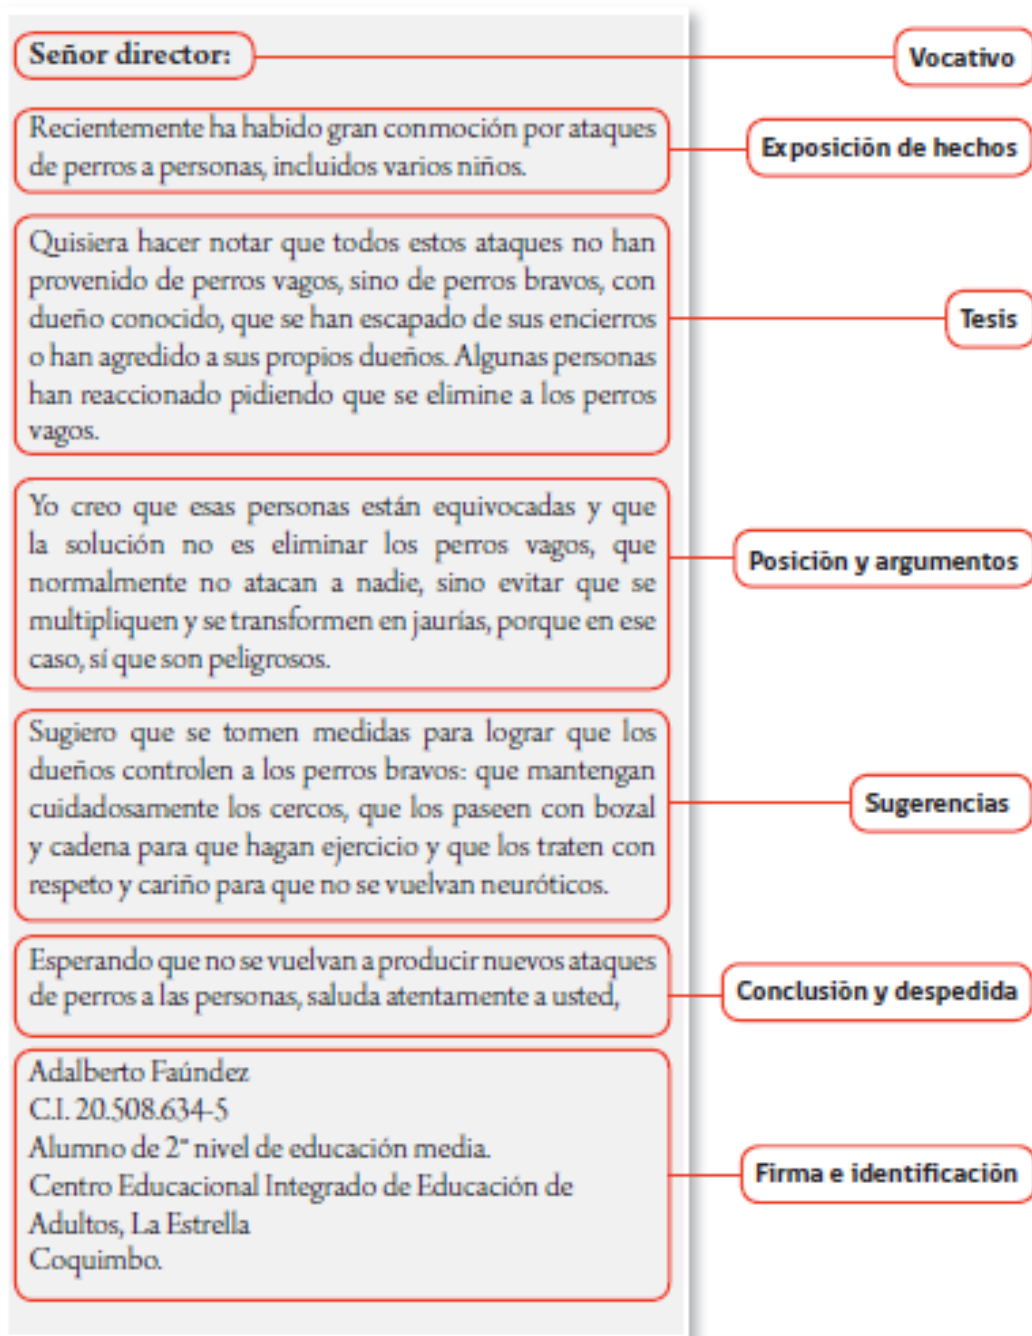 Señor director:
Vocativo
Recientemente ha habido gran conmoción por ataques
de perros a personas, incluidos varios niños.
Exposición de hechos
Quisiera hacer notar que todos estos ataques no han
provenido de perros vagos, sino de perros bravos, con
dueño conocido, que se han escapado de sus encierros
o han agredido a sus propios dueños. Algunas personas
han reaccionado pidiendo que se elimine a los perros
vagos.
Tesis
Yo creo que esas personas están equivocadas y que
la solución no es eliminar los perros vagos, que
normalmente no atacan a nadie, sino evitar que se
multipliquen y se transformen en jaurías, porque en ese
caso, sí que son peligrosos.
Posición y argumentos
Sugiero que se tomen medidas para lograr que los
dueños controlen a los perros bravos: que mantengan
cuidadosamente los cercos, que los paseen con bozal
y cadena para que hagan ejercicio y que los traten con
respeto y cariño para que no se vuelvan neuróticos.
Sugerencias
Esperando que no se vuelvan a producir nuevos ataques
de perros a las personas, saluda atentamente a usted,
Conclusión y despedida
Adalberto Faúndez
C.I. 20.508.634-5
Alumno de 2° nivel de educación media.
Centro Educacional Integrado de Educación de
Adultos, La Estrella
Coquimbo.
Firma e identificación